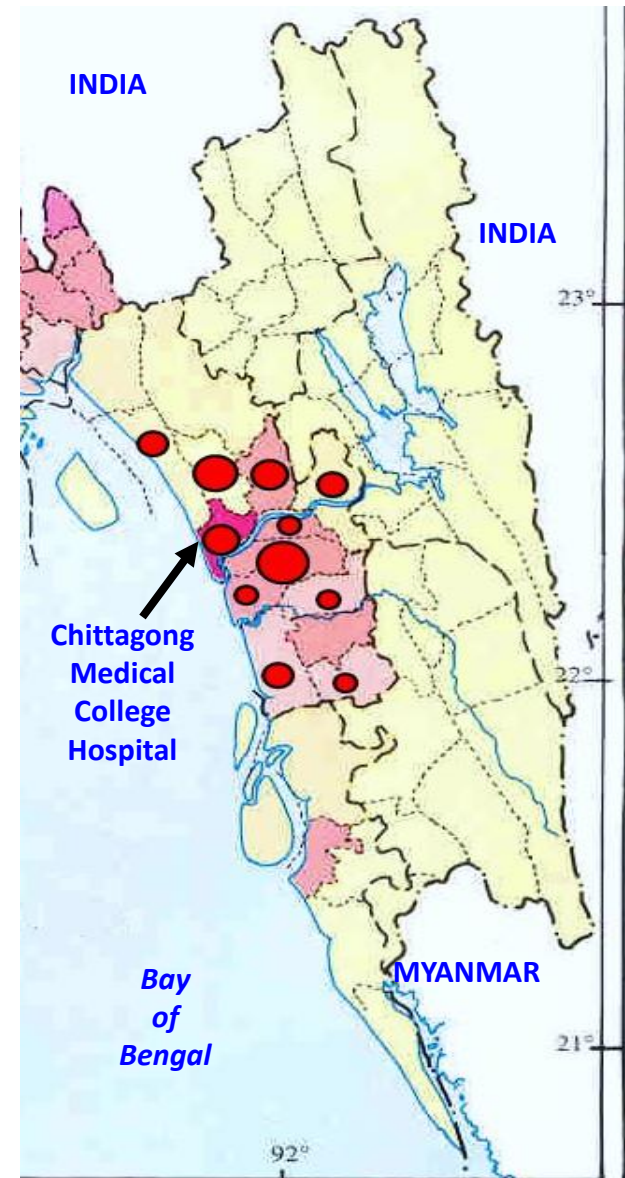 INDIA
INDIA
23°
Chittagong
Medical
College
Hospital
22°
MYANMAR
Bay
of
Bengal
21°
92°